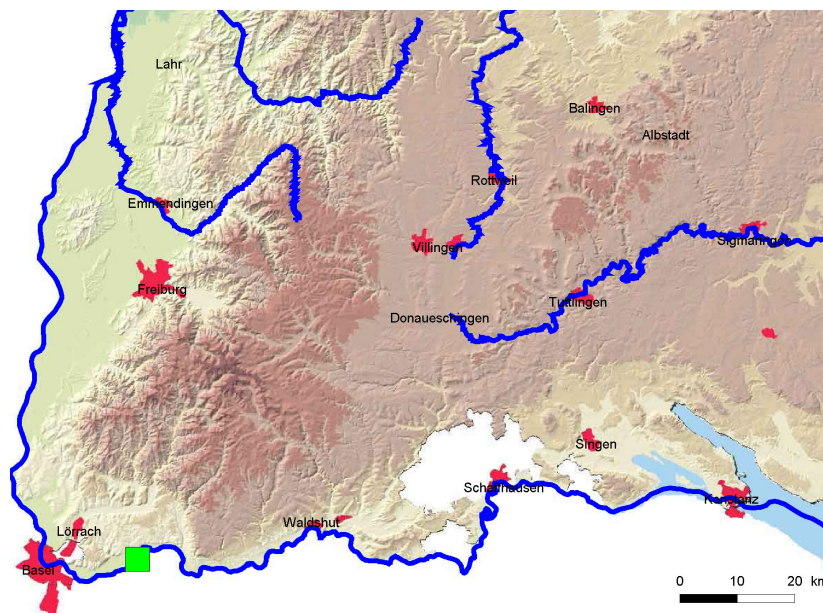 Lahr
Balingen
Albstadt
Rottweil
Emmendingen
Villingen
Sigmaringen
Freiburg
Tuttlingen
Donaueschingen
Singen
Schaffhausen
Konstanz
Waldshut
Lörrach
Basel
0 10 20 km